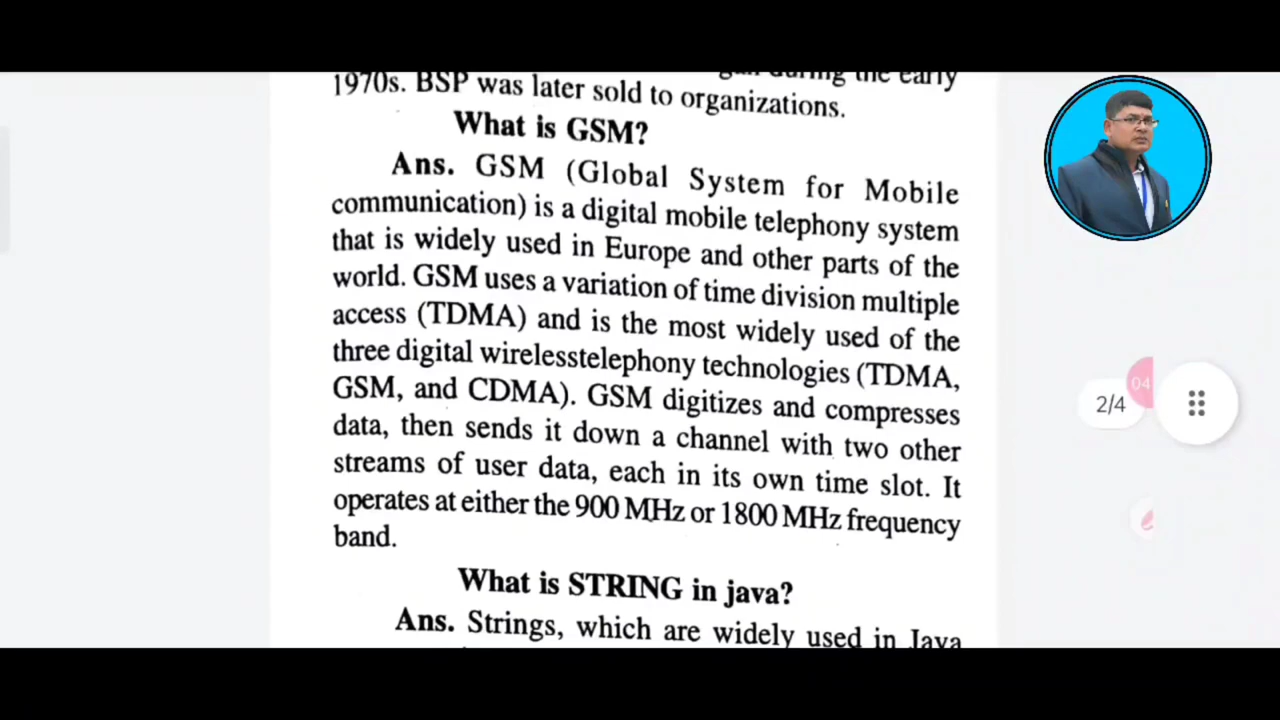 during the early
1970s. BSP was later sold to organizations.
What is GSM?
Ans. GSM (Global System for Mobile
communication) is a digital mobile telephony system
that is widely used in Europe and other parts of the
world. GSM uses a variation of time division multiple
access (TDMA) and is the most widely used of the
three digital wirelesstelephony technologies (TDMA,
GSM, and CDMA). GSM digitizes and compresses
data, then sends it down a channel with two other
streams of user data, each in its own time slot. It
operates at either the 900 MHz or 1800 MHz frequency
band.
What is STRING in java?
Ans. Strings, which are widely used in Java
04
2/4